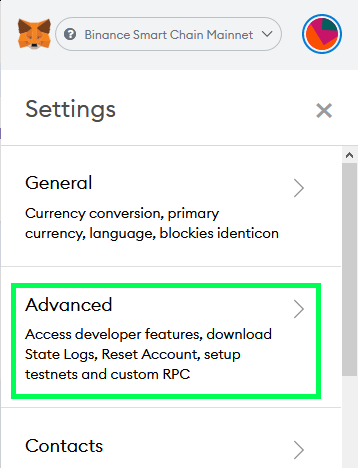 Binance Smart Chain Mainnet
Settings
General
Currency conversion, primary
currency, language, blockies identicon
Advanced
Access developer features, download
State Logs, Reset Account, setup
testnets and custom RPC
Contacts